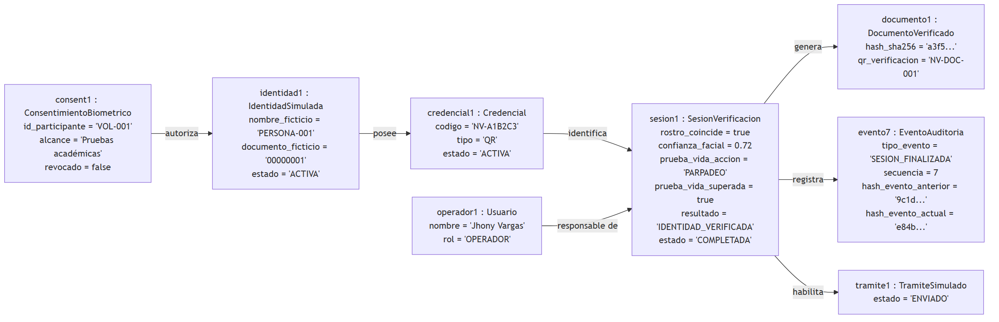 consent1 :
ConsentimientoBiometrico
id_participante = 'VOL-001'
alcance = 'Pruebas
académicas'
revocado = false
autoriza
identidad1 :
IdentidadSimulada
nombre_ficticio =
'PERSONA-001'
documento_ficticio =
'00000001'
estado = 'ACTIVA'
posee
credencial1 : Credencial
codigo = 'NV-A1B2C3'
tipo = 'QR'
estado = 'ACTIVA'
identifica
operador1 : Usuario
nombre = 'Jhony Vargas'
rol = 'OPERADOR'
responsable de
sesion1 : SesionVerificacion
rostro_coincide = true
confianza_facial = 0.72
prueba_vida_accion =
'PARPADEO'
prueba_vida_superada =
true
resultado =
'IDENTIDAD_VERIFICADA'
estado = 'COMPLETADA'
genera
documento1 :
DocumentoVerificado
hash_sha256 = 'a3f5...'
qr_verificacion = 'NV-DOC-
001'
registra
evento7 : EventoAuditoria
tipo_evento =
'SESION_FINALIZADA'
secuencia = 7
hash_evento_anterior =
'9c1d...'
hash_evento_actual =
'e84b...'
habilita
tramite1 : TramiteSimulado
estado = 'ENVIADO'